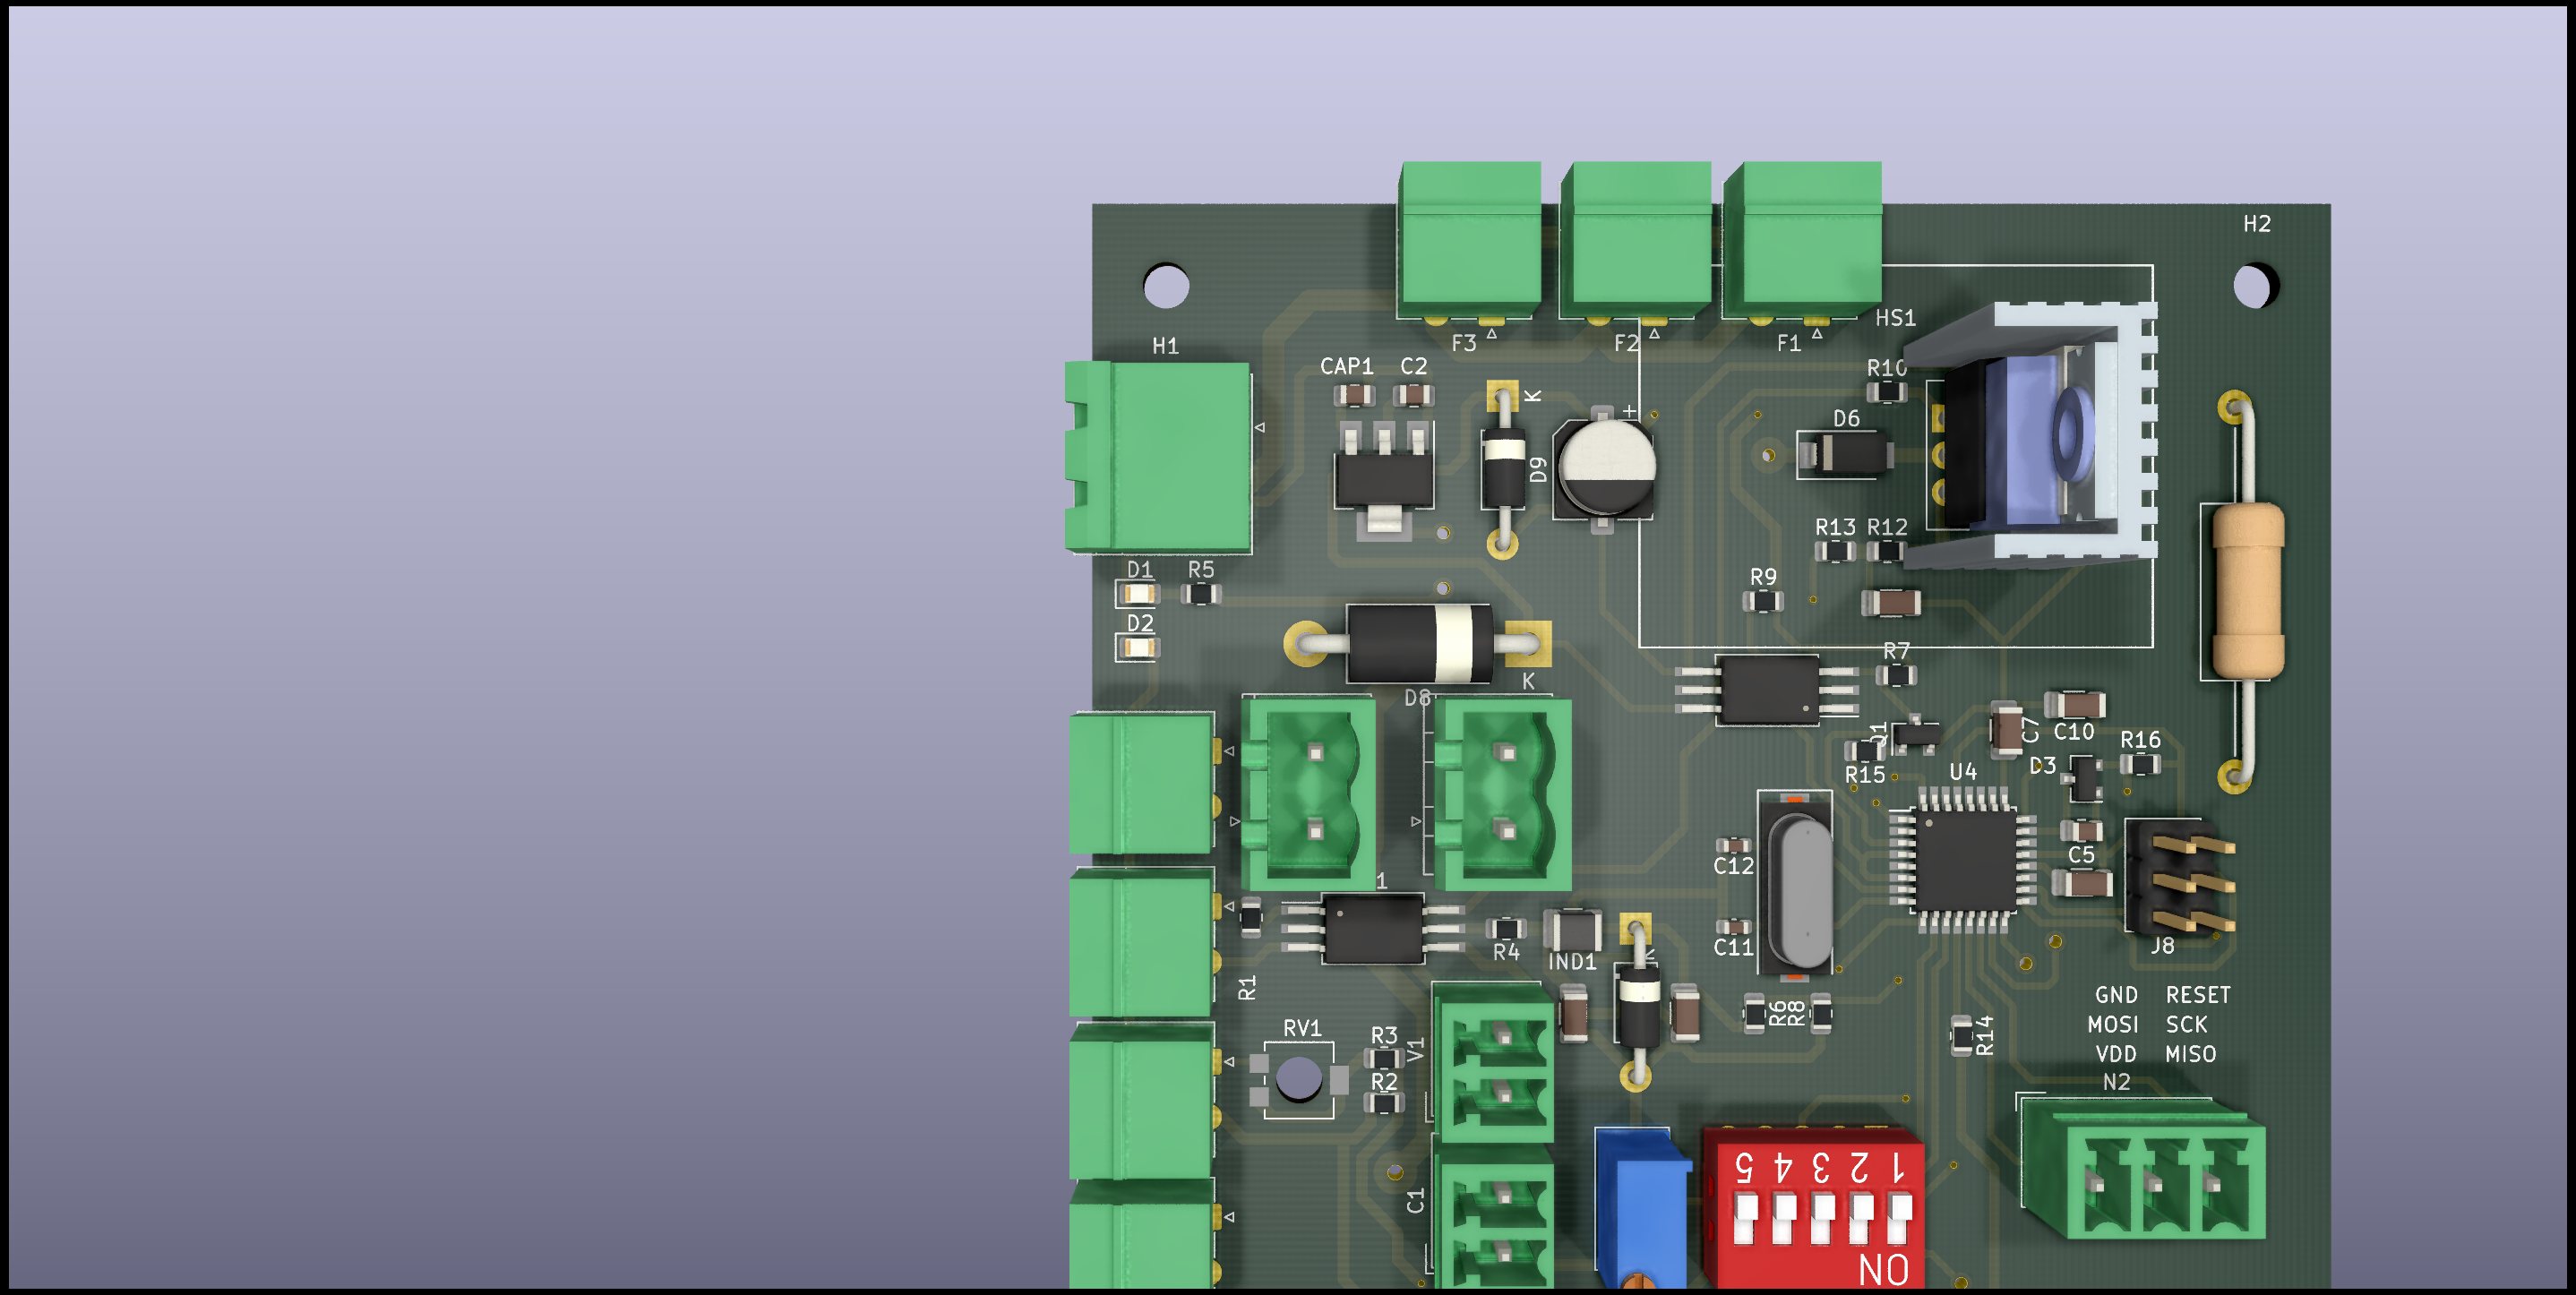 H2
HS1
F3
F2
F1
H1
CAP1
C2
K
R10
+
D6
D9
R13
R12
D1
R5
R9
D2
R7
K
D8
Q1
C7
C10
R16
D3
R15
U4
C12
C5
1
R4
IND1
C11
J8
R1
R6
R8
R14
GND RESET
MOSI SCK
VDD MISO
N2
RV1
R3
V1
R2
C1
5 4 3 2 1
ON